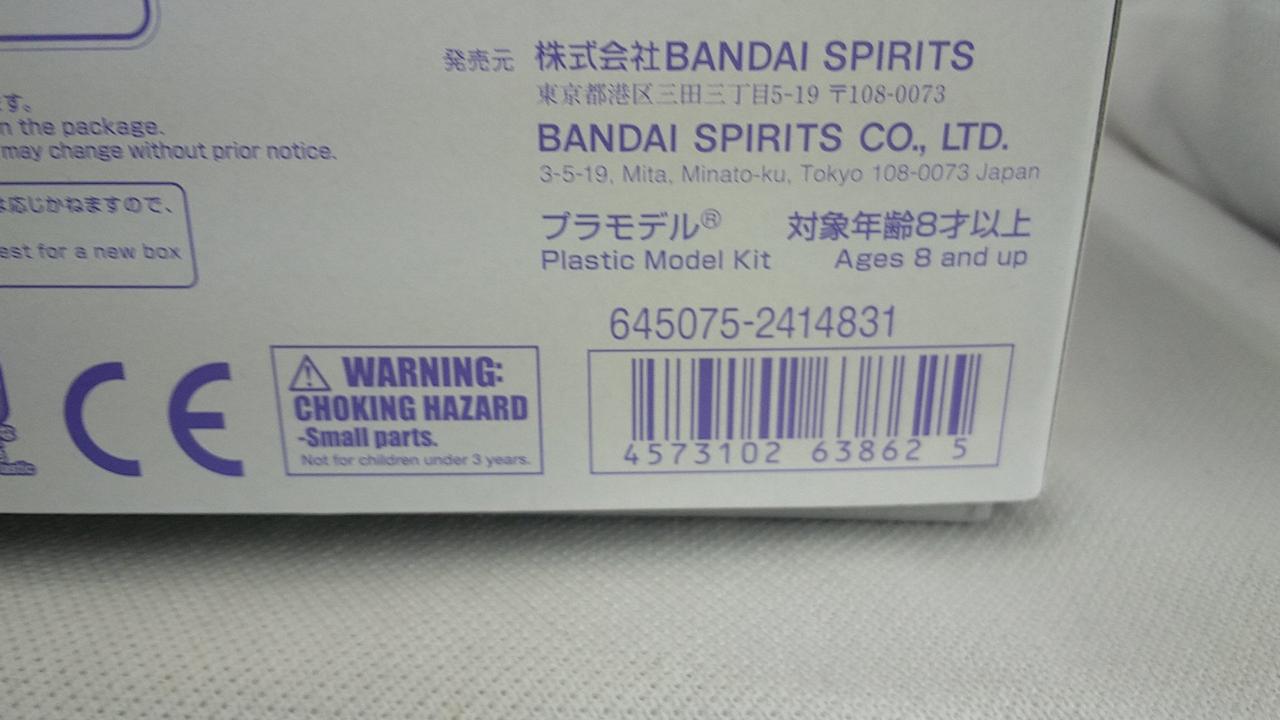 発売元 株式会社BANDAI SPIRITS
東京都港区三田三丁目5-19 〒108-0073
BANDAI SPIRITS CO., LTD.
3-5-19, Mita, Minato-ku, Tokyo 108-0073 Japan
す。
n the package.
may change without prior notice.
応じかねますので、
est for a new box
プラモデル® 対象年齢8才以上
Plastic Model Kit Ages 8 and up
645075-2414831
CE
WARNING:
CHOKING HAZARD
-Small parts.
Not for children under 3 years.
4573102 63862 5